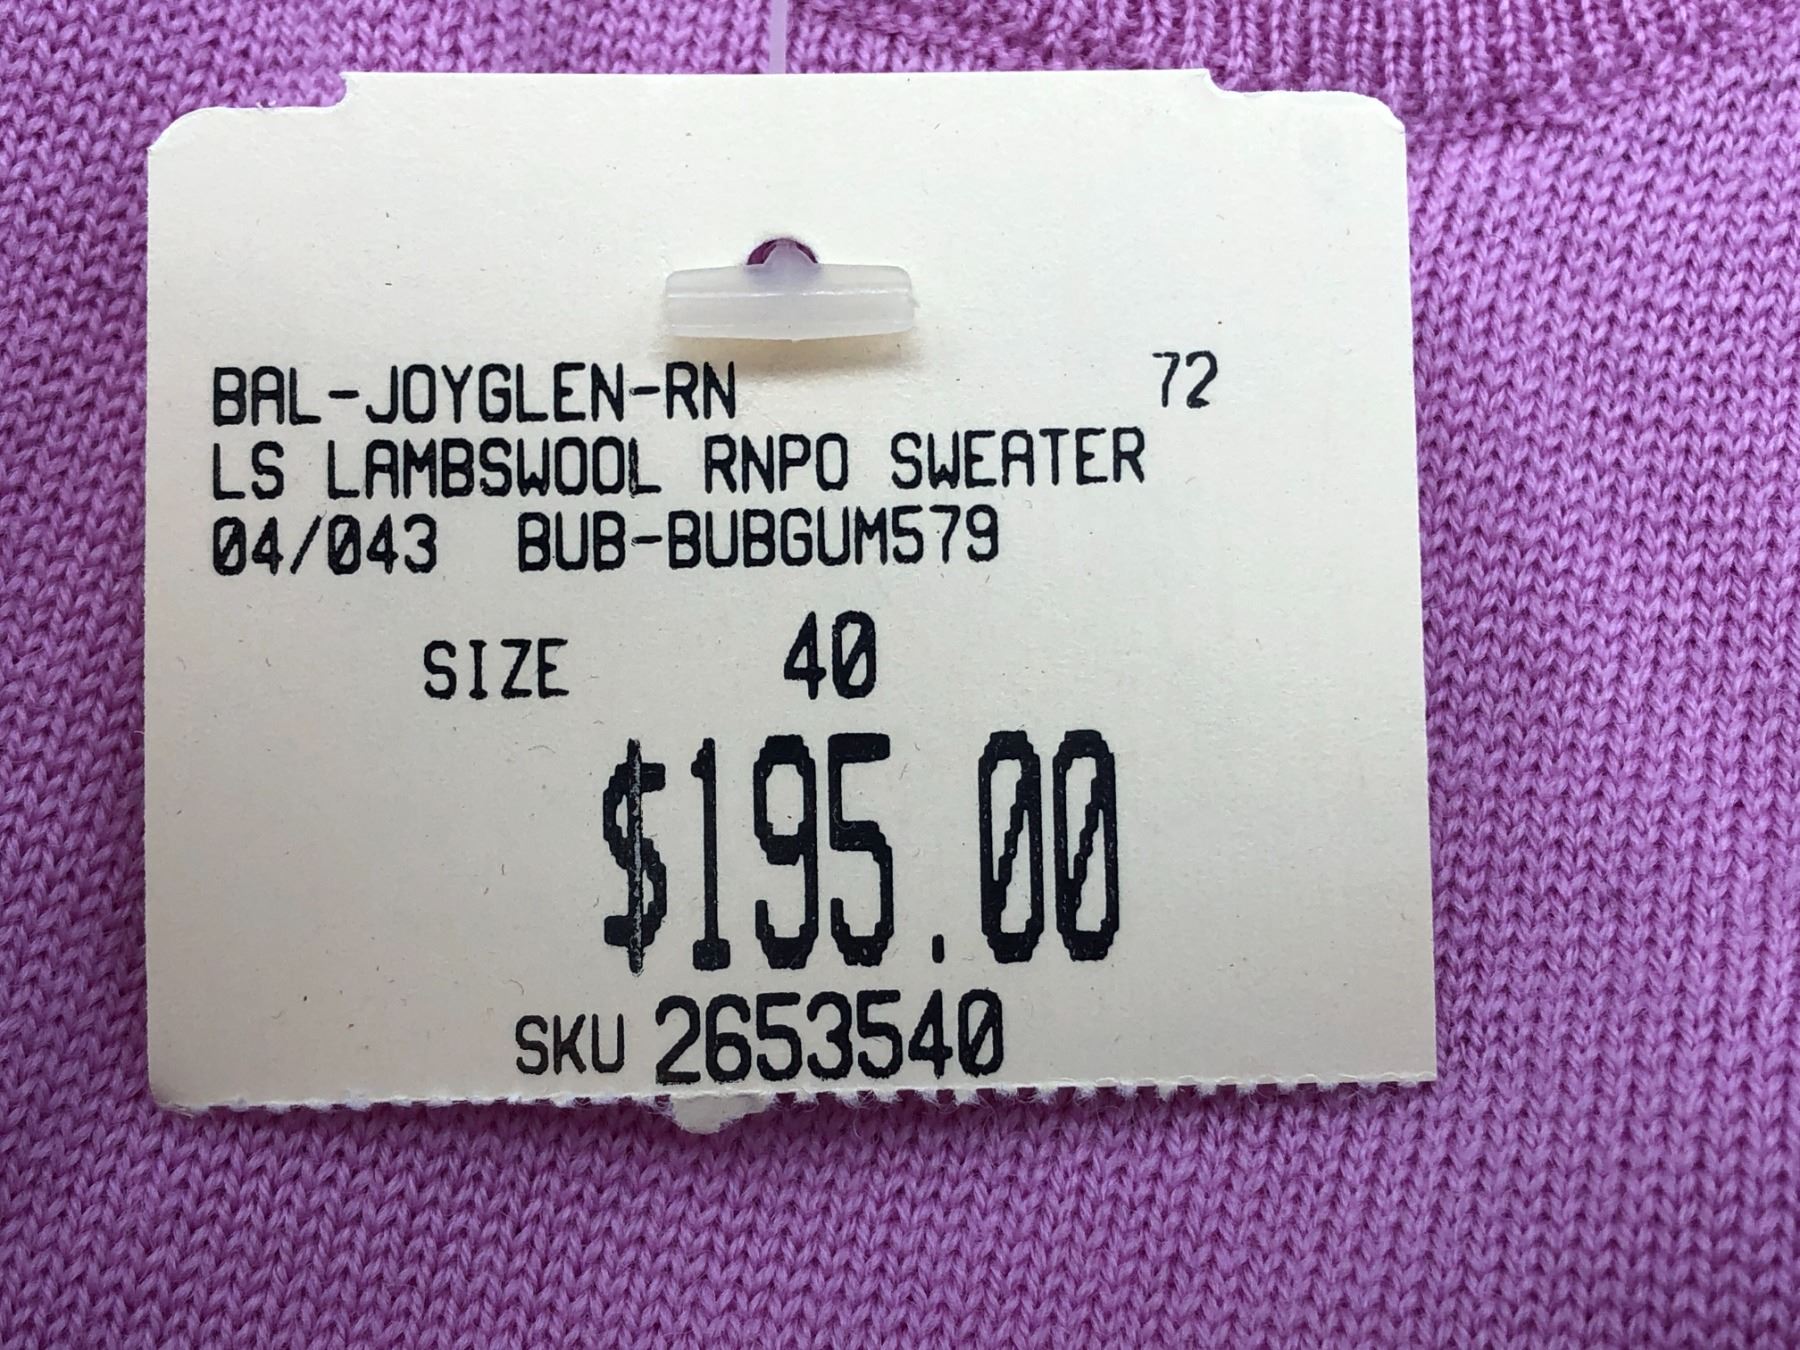 BAL-JOYGLEN-RN 72
LS LAMBSWOOL RNPO SWEATER
04/043 BUB-BUBGUM579
SIZE 40
$195.00
SKU 2653540